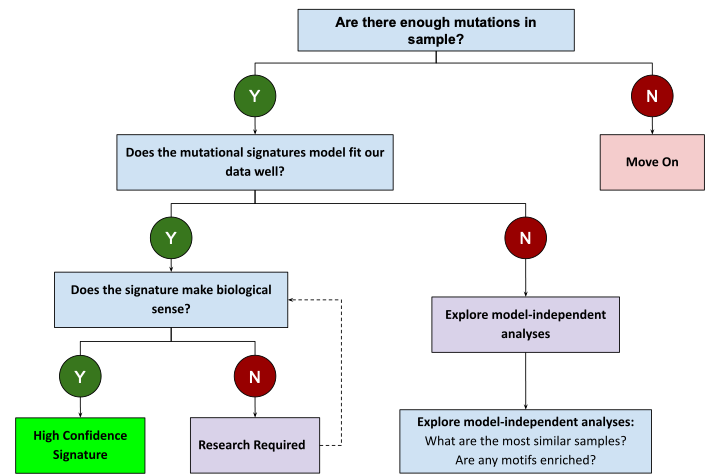 Are there enough mutations in
sample?
Y
N
Does the mutational signatures model fit our
data well?
Move On
Y
N
Does the signature make biological
sense?
Explore model-independent
analyses
Y
N
High Confidence
Signature
Research Required
Explore model-independent analyses:
What are the most similar samples?
Are any motifs enriched?